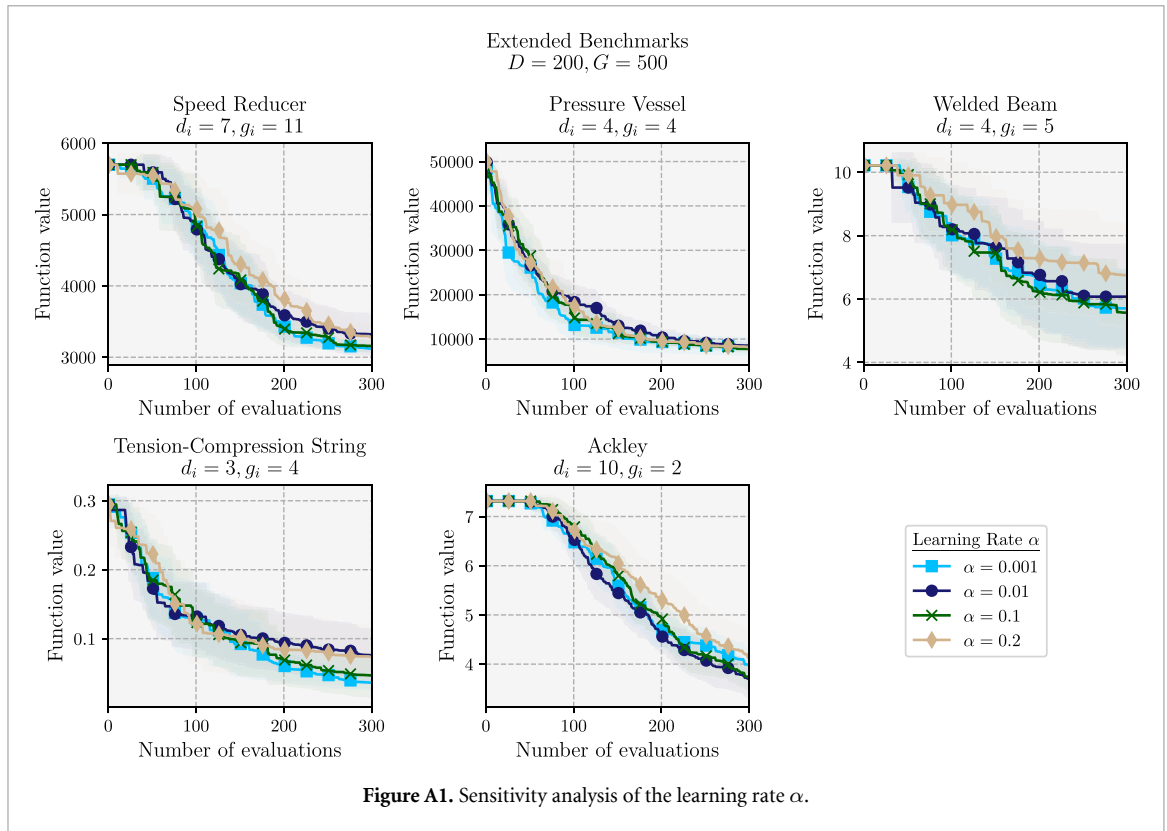 Extended Benchmarks
D = 200, G = 500
Speed Reducer
d_i = 7, g_i = 11
6000
5000
4000
3000
Function value
0
100
200
300
Number of evaluations
Pressure Vessel
d_i = 4, g_i = 4
50000
40000
30000
20000
10000
Function value
0
100
200
300
Number of evaluations
Welded Beam
d_i = 4, g_i = 5
10
8
6
4
Function value
0
100
200
300
Number of evaluations
Tension-Compression String
d_i = 3, g_i = 4
0.3
0.2
0.1
Function value
0
100
200
300
Number of evaluations
Ackley
d_i = 10, g_i = 2
7
6
5
4
Function value
0
100
200
300
Number of evaluations
Learning Rate α
α = 0.001
α = 0.01
α = 0.1
α = 0.2
Figure A1. Sensitivity analysis of the learning rate α.